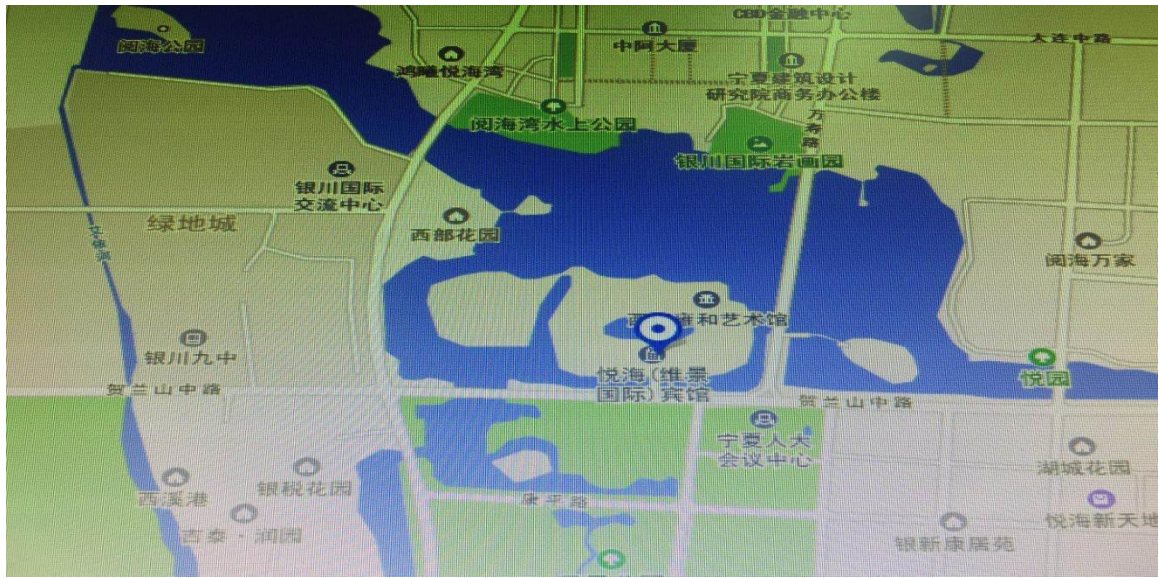 CBD金融中心
阅海公园
中阿大厦
大连中路
鸿曦悦海湾
宁夏建筑设计
研究院商务办公楼
阅海湾水上公园
万寿路
银川国际岩画园
银川国际
交流中心
绿地城
西部花园
艾依河
阅海万家
雍和艺术馆
银川九中
悦海(维景
国际)宾馆
悦园
贺兰山中路
贺兰山中路
宁夏人大
会议中心
湖城花园
西溪港
银税花园
康平路
悦海新天地
吉泰·润园
银新康居苑